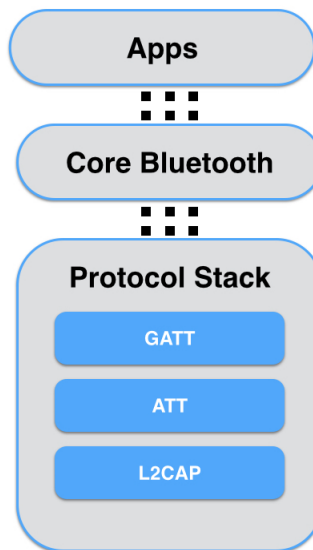 Apps
Core Bluetooth
Protocol Stack
GATT
ATT
L2CAP